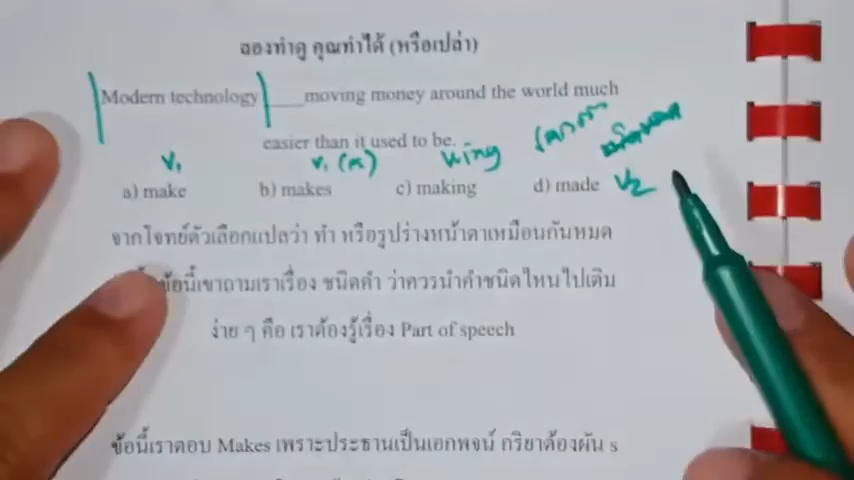 ลองทำดู คุณทำได้ (หรือเปล่า)
Modern technology ____moving money around the world much
easier than it used to be.
V1 V1 (s) Ving
a) make b) makes c) making d) made V2
จากโจทย์ตัวเลือกแปลว่า ทำ หรือรูปร่างหน้าตาเหมือนกันหมด
ข้อนี้เขาถามเราเรื่อง ชนิดคำ ว่าควรนำคำชนิดไหนไปเติม
ง่าย ๆ คือ เราต้องรู้เรื่อง Part of speech
ข้อนี้เราตอบ Makes เพราะประธานเป็นเอกพจน์ กริยาต้องผัน s